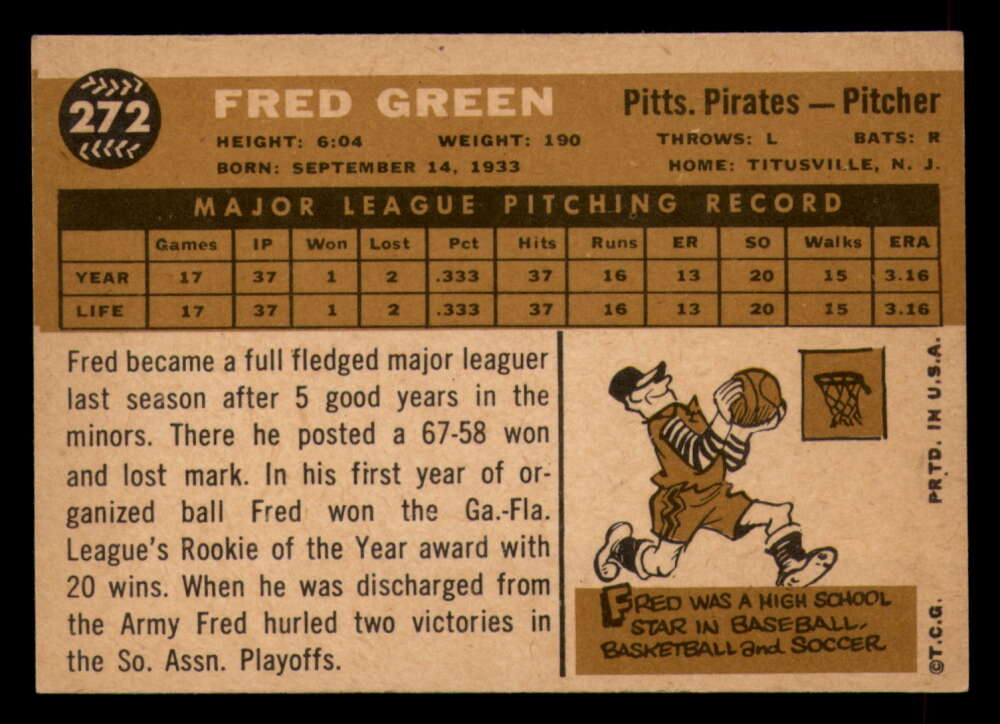 272
FRED GREEN
Pitts. Pirates — Pitcher
HEIGHT: 6:04 WEIGHT: 190 THROWS: L BATS: R
BORN: SEPTEMBER 14, 1933 HOME: TITUSVILLE, N. J.
MAJOR LEAGUE PITCHING RECORD
Games IP Won Lost Pct Hits Runs ER SO Walks ERA
YEAR 17 37 1 2 .333 37 16 13 20 15 3.16
LIFE 17 37 1 2 .333 37 16 13 20 15 3.16
Fred became a full fledged major leaguer
last season after 5 good years in the
minors. There he posted a 67-58 won
and lost mark. In his first year of or-
ganized ball Fred won the Ga.-Fla.
League's Rookie of the Year award with
20 wins. When he was discharged from
the Army Fred hurled two victories in
the So. Assn. Playoffs.
FRED WAS A HIGH SCHOOL
STAR IN BASEBALL,
BASKETBALL and SOCCER
©T.C.G. PRTD. IN U.S.A.